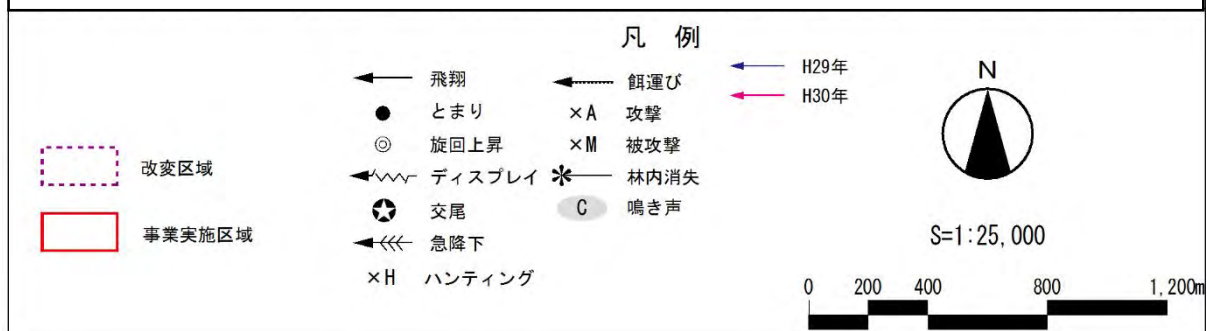 凡 例
改変区域
事業実施区域
飛翔
とまり
旋回上昇
ディスプレイ
交尾
急降下
×H ハンティング
餌運び
×A 攻撃
×M 被攻撃
林内消失
C 鳴き声
H29年
H30年
N
S=1:25,000
0 200 400 800 1,200m